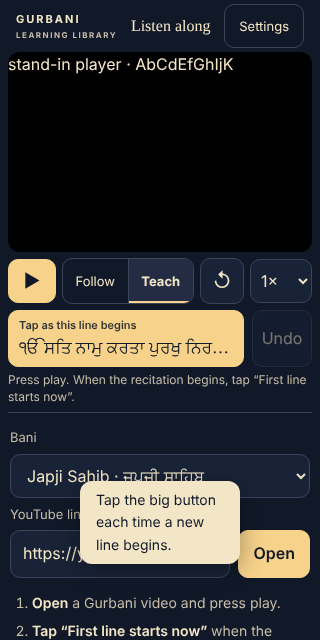 GURBANI
LEARNING LIBRARY
Listen along
Settings
stand-in player · AbCdEfGhIjK
Follow
Teach
1×
Tap as this line begins
ੴ ਸਤਿ ਨਾਮੁ ਕਰਤਾ ਪੁਰਖੁ ਨਿਰ…
Undo
Press play. When the recitation begins, tap “First line
starts now”.
Bani
Japji Sahib · ਜਪੁਜੀ ਸਾਹਿਬ
Tap the big button
each time a new
line begins.
YouTube
https://
Open
1. Open a Gurbani video and press play.
2. Tap “First line starts now” when the